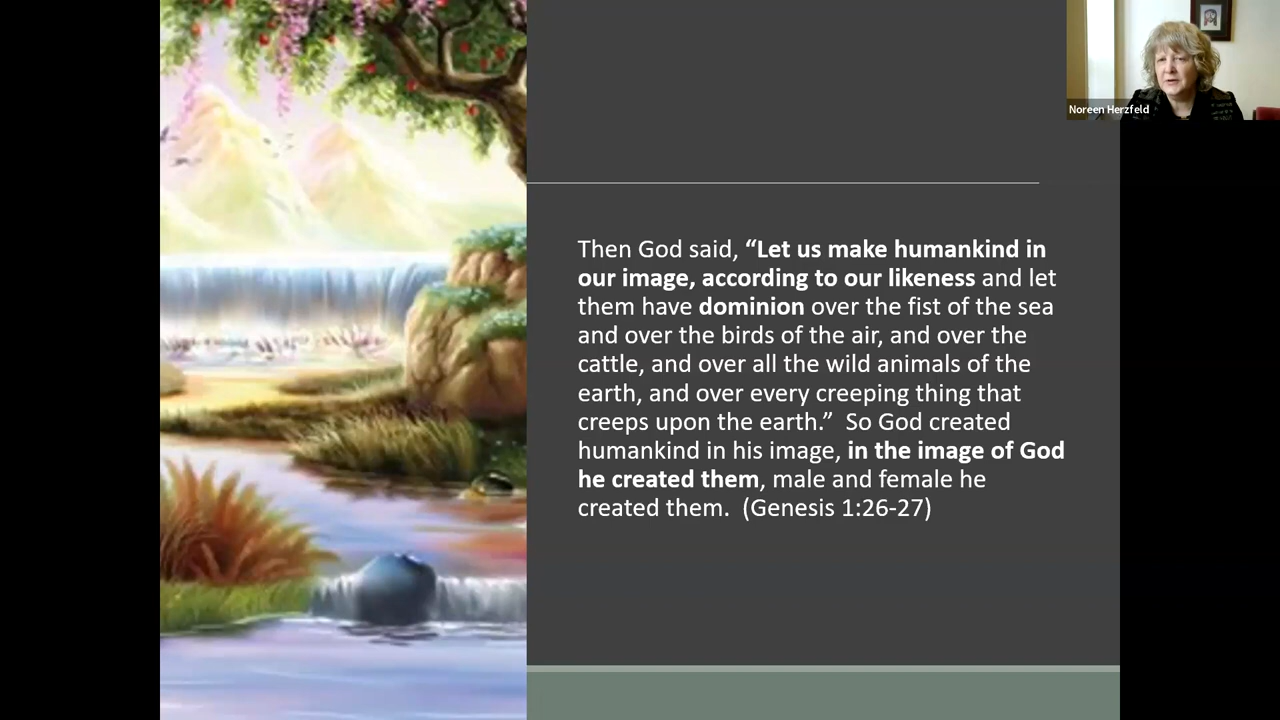 Noreen Herzfeld
Then God said, “Let us make humankind in
our image, according to our likeness and let
them have dominion over the fist of the sea
and over the birds of the air, and over the
cattle, and over all the wild animals of the
earth, and over every creeping thing that
creeps upon the earth.”  So God created
humankind in his image, in the image of God
he created them, male and female he
created them.  (Genesis 1:26-27)